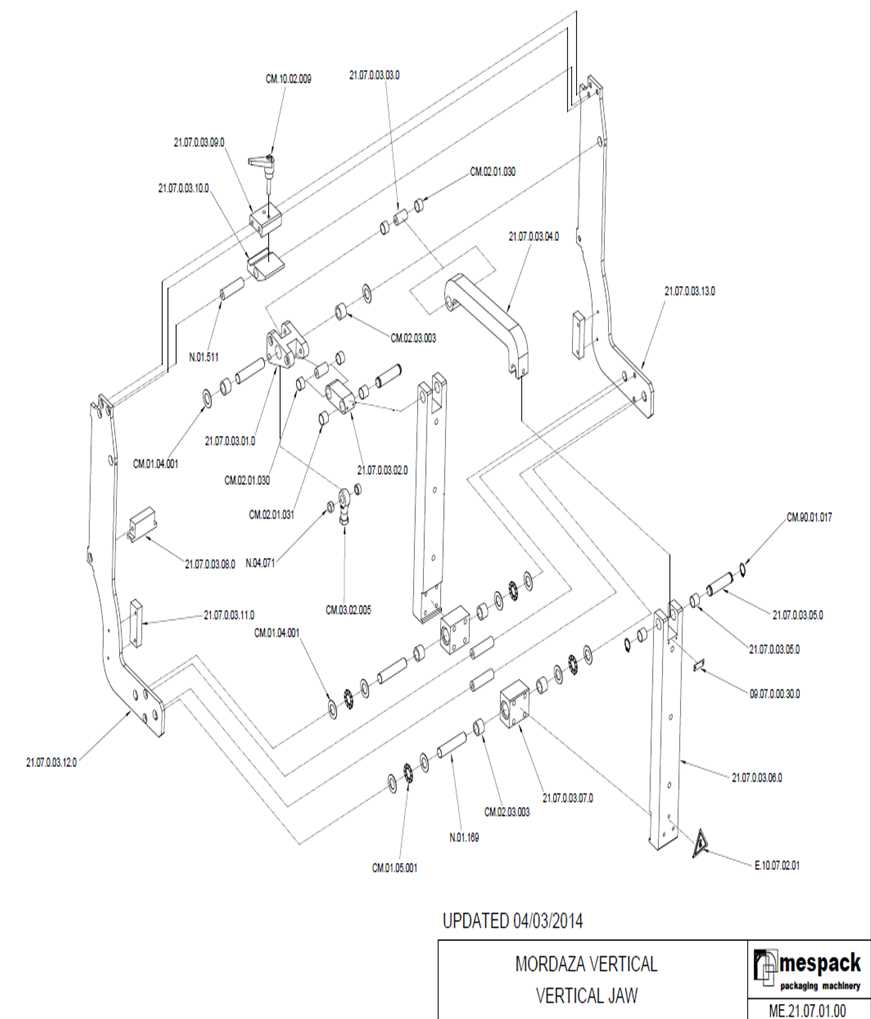 CM.10.02.009
21.07.0.03.03.0
21.07.0.03.09.0
CM.02.01.030
21.07.0.03.10.0
21.07.0.03.04.0
21.07.0.03.13.0
CM.02.03.003
N.01.511
21.07.0.03.01.0
CM.01.04.001
21.07.0.03.02.0
CM.02.01.030
CM.02.01.031
CM.90.01.017
21.07.0.03.08.0
N.04.071
CM.03.02.005
21.07.0.03.11.0
21.07.0.03.05.0
CM.01.04.001
21.07.0.03.05.0
09.07.0.00.30.0
21.07.0.03.12.0
21.07.0.03.06.0
21.07.0.03.07.0
CM.02.03.003
N.01.169
CM.01.05.001
E.10.07.02.01
UPDATED 04/03/2014
MORDAZA VERTICAL
VERTICAL JAW
mespack
packaging machinery
ME.21.07.01.00